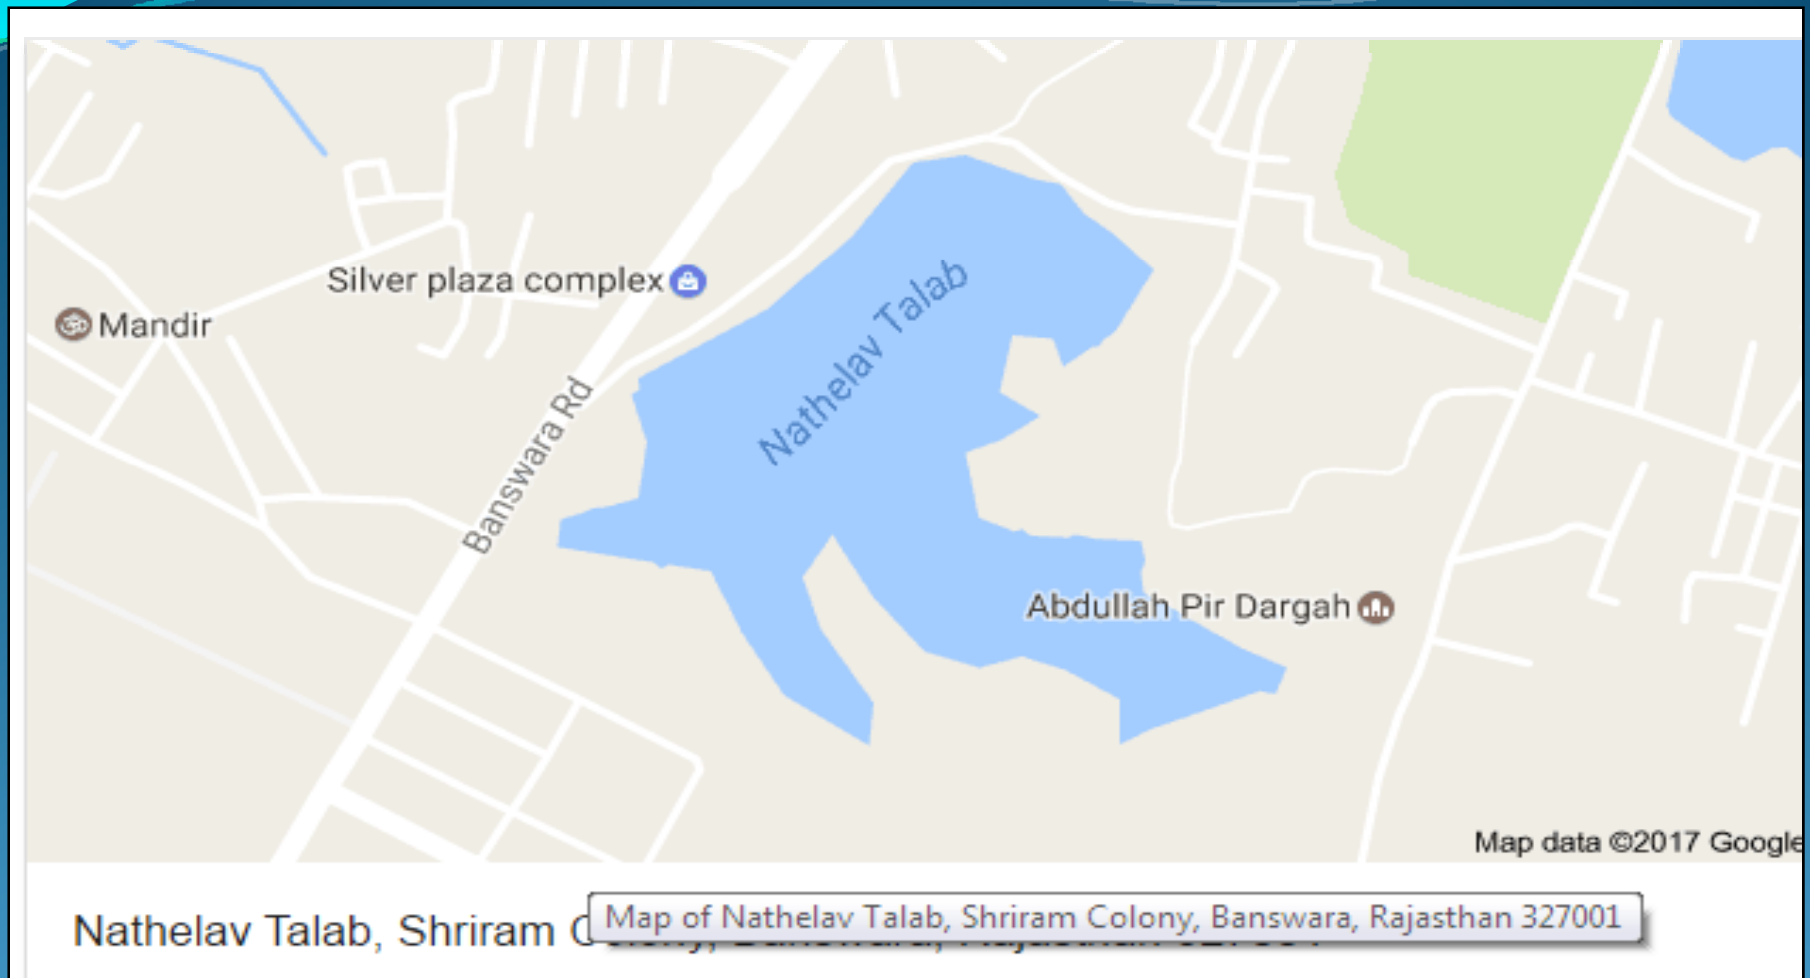 Silver plaza complex
Mandir
Nathelav Talab
Banswara Rd
Abdullah Pir Dargah
Map data ©2017 Google
Nathelav Talab, Shriram
Map of Nathelav Talab, Shriram Colony, Banswara, Rajasthan 327001